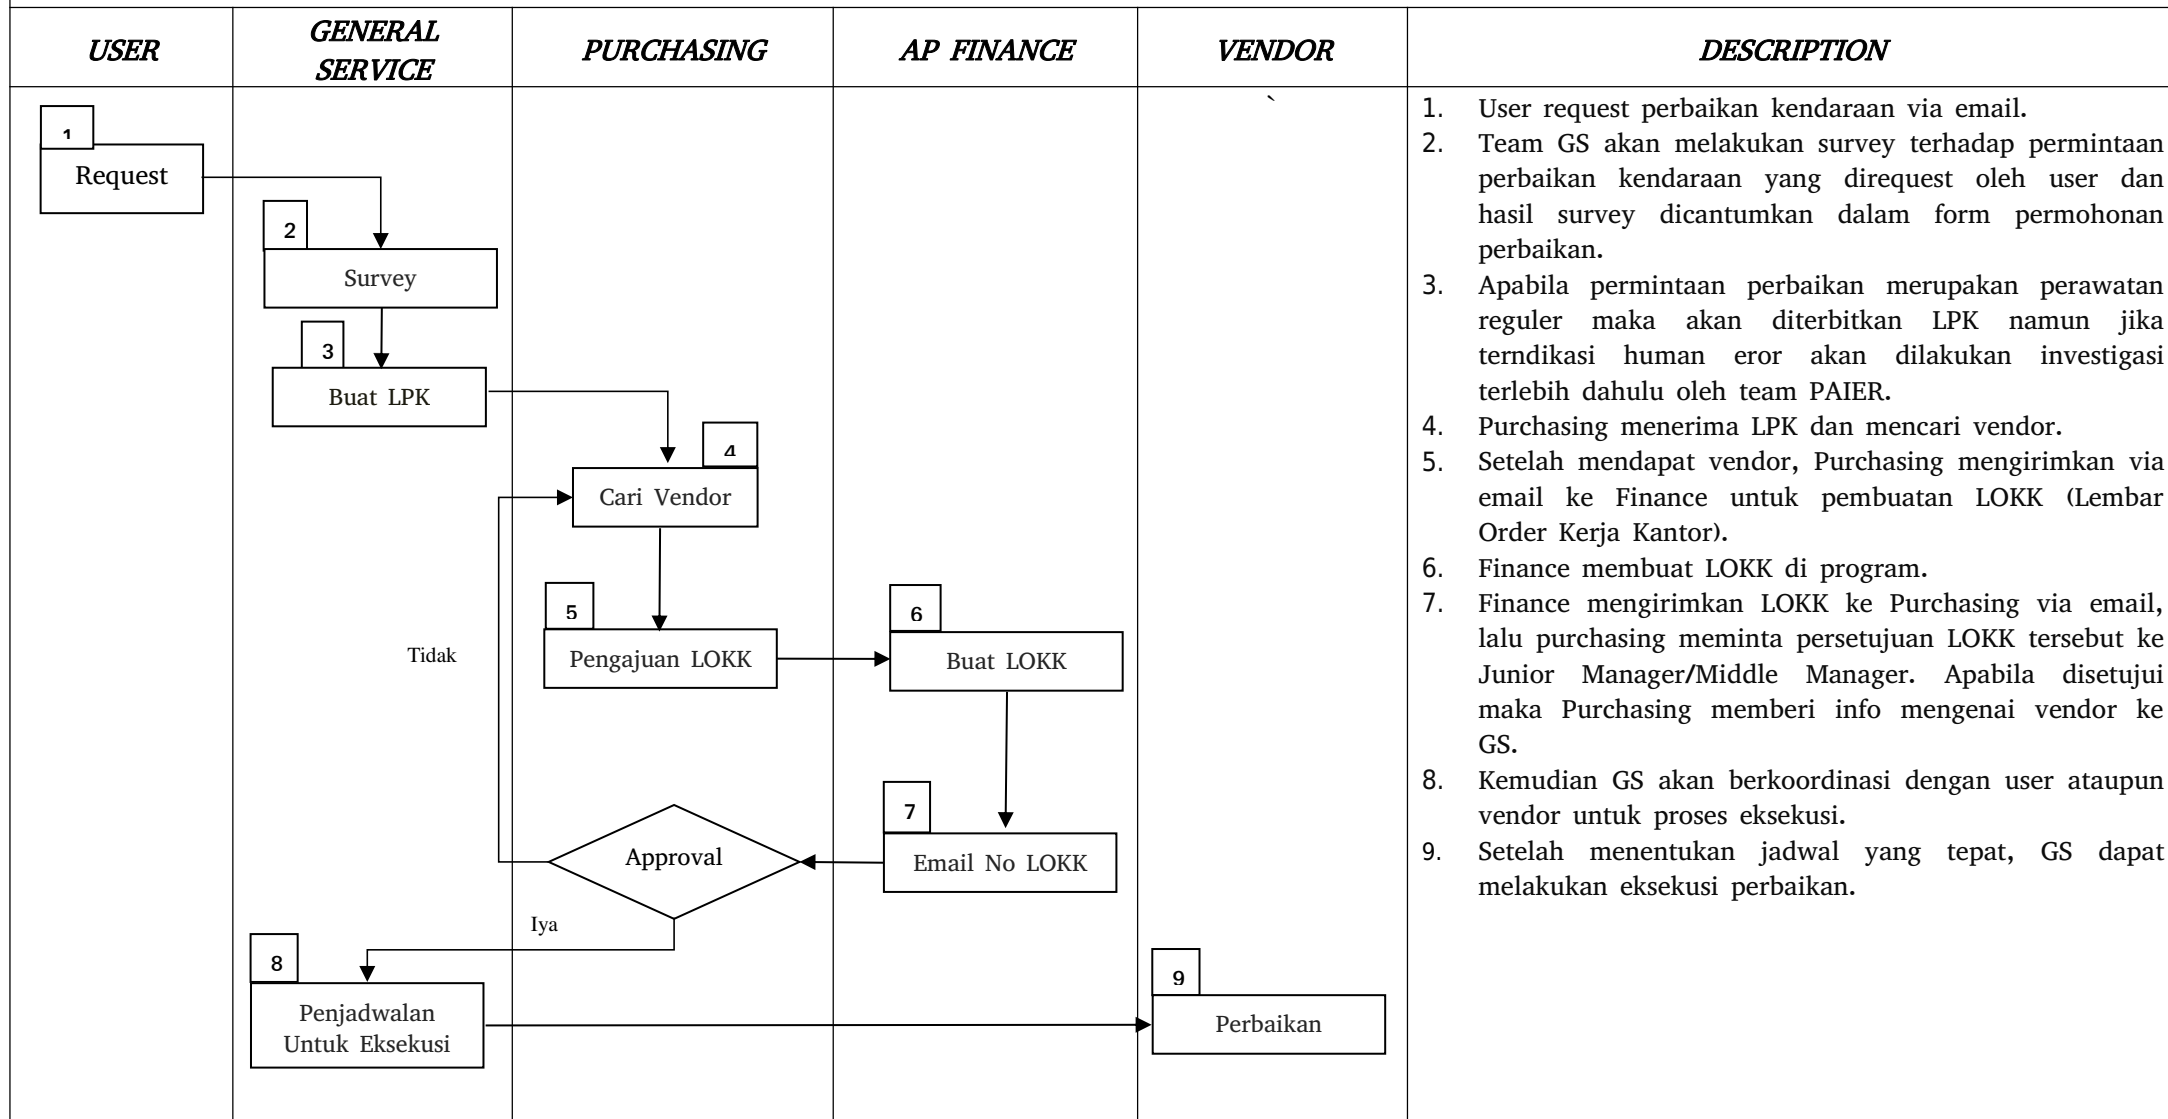 USER
GENERAL
SERVICE
PURCHASING
AP FINANCE
VENDOR
DESCRIPTION
`
1
Request
2
Survey
3
Buat LPK
4
Cari Vendor
5
Pengajuan LOKK
6
Buat LOKK
Tidak
7
Email No LOKK
Approval
Iya
8
Penjadwalan
Untuk Eksekusi
9
Perbaikan
1. User request perbaikan kendaraan via email.
2. Team GS akan melakukan survey terhadap permintaan
perbaikan kendaraan yang direquest oleh user dan
hasil survey dicantumkan dalam form permohonan
perbaikan.
3. Apabila permintaan perbaikan merupakan perawatan
reguler maka akan diterbitkan LPK namun jika
terndikasi human eror akan dilakukan investigasi
terlebih dahulu oleh team PAIER.
4. Purchasing menerima LPK dan mencari vendor.
5. Setelah mendapat vendor, Purchasing mengirimkan via
email ke Finance untuk pembuatan LOKK (Lembar
Order Kerja Kantor).
6. Finance membuat LOKK di program.
7. Finance mengirimkan LOKK ke Purchasing via email,
lalu purchasing meminta persetujuan LOKK tersebut ke
Junior Manager/Middle Manager. Apabila disetujui
maka Purchasing memberi info mengenai vendor ke
GS.
8. Kemudian GS akan berkoordinasi dengan user ataupun
vendor untuk proses eksekusi.
9. Setelah menentukan jadwal yang tepat, GS dapat
melakukan eksekusi perbaikan.